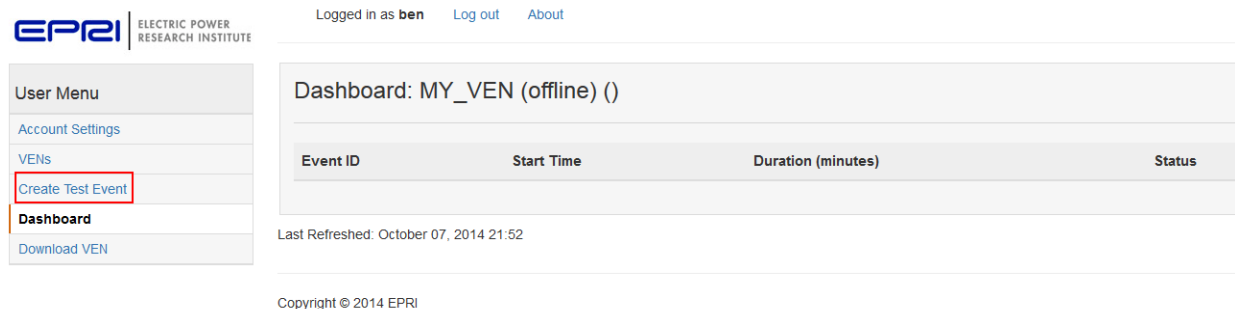 EPRI ELECTRIC POWER
RESEARCH INSTITUTE
Logged in as ben Log out About
User Menu
Account Settings
VENs
Create Test Event
Dashboard
Download VEN
Dashboard: MY_VEN (offline) ()
Event ID Start Time Duration (minutes) Status
Last Refreshed: October 07, 2014 21:52
Copyright © 2014 EPRI